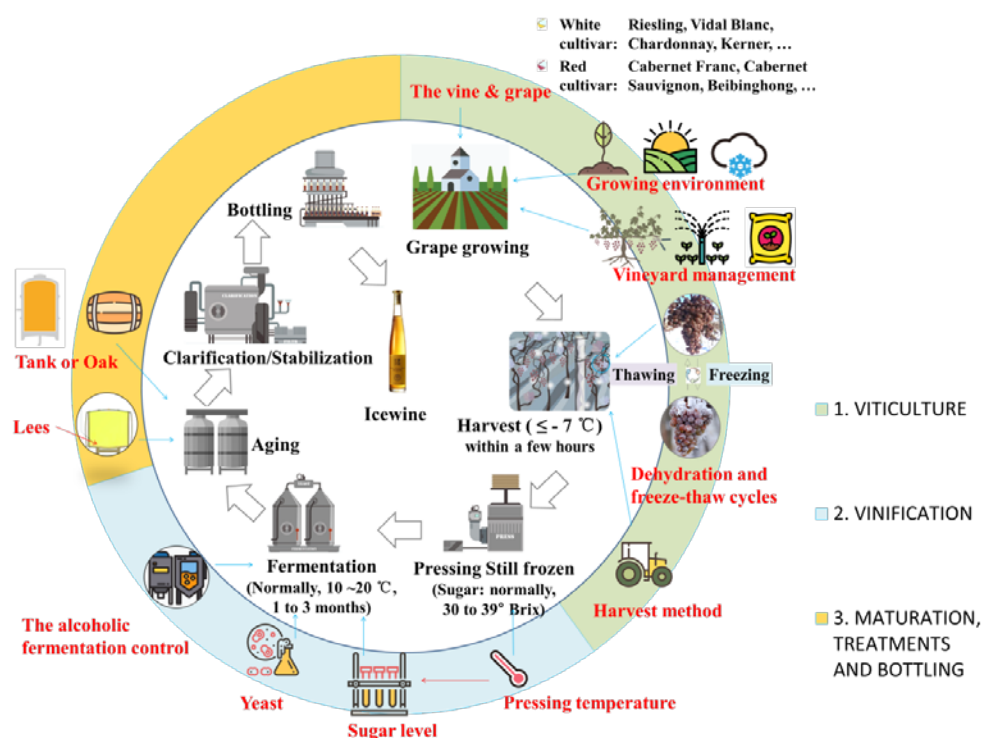 White cultivar:
Riesling, Vidal Blanc,
Chardonnay, Kerner, …
Red cultivar:
Cabernet Franc, Cabernet
Sauvignon, Beibinghong, …
The vine & grape
Growing environment
Bottling
Grape growing
Vineyard management
Clarification/Stabilization
Tank or Oak
Icewine
Thawing
Freezing
Harvest ( ≤ - 7 ℃)
within a few hours
1. VITICULTURE
Lees
Aging
Dehydration and
freeze-thaw cycles
2. VINIFICATION
PRESS
Fermentation
(Normally, 10 ~20 ℃,
1 to 3 months)
Pressing Still frozen
(Sugar: normally,
30 to 39° Brix)
Harvest method
The alcoholic
fermentation control
3. MATURATION,
TREATMENTS
AND BOTTLING
Yeast
Sugar level
Pressing temperature